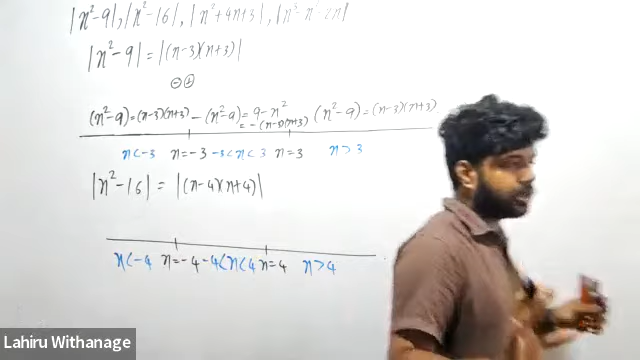 |x²-9|, |x²-16|, |x²+4x+3|, |x³-x²-2x|
|x²-9| = |(x-3)(x+3)|
⊖⊕
(x²-9)=(x-3)(x+3) -(x²-9)=9-x² (x²-9)=(x-3)(x+3)
=-(x-3)(x+3)
x<-3 x=-3 -3<x<3 x=3 x>3
|x²-16| = |(x-4)(x+4)|
x<-4 x=-4 -4<x<4 x=4 x>4
Lahiru Withanage